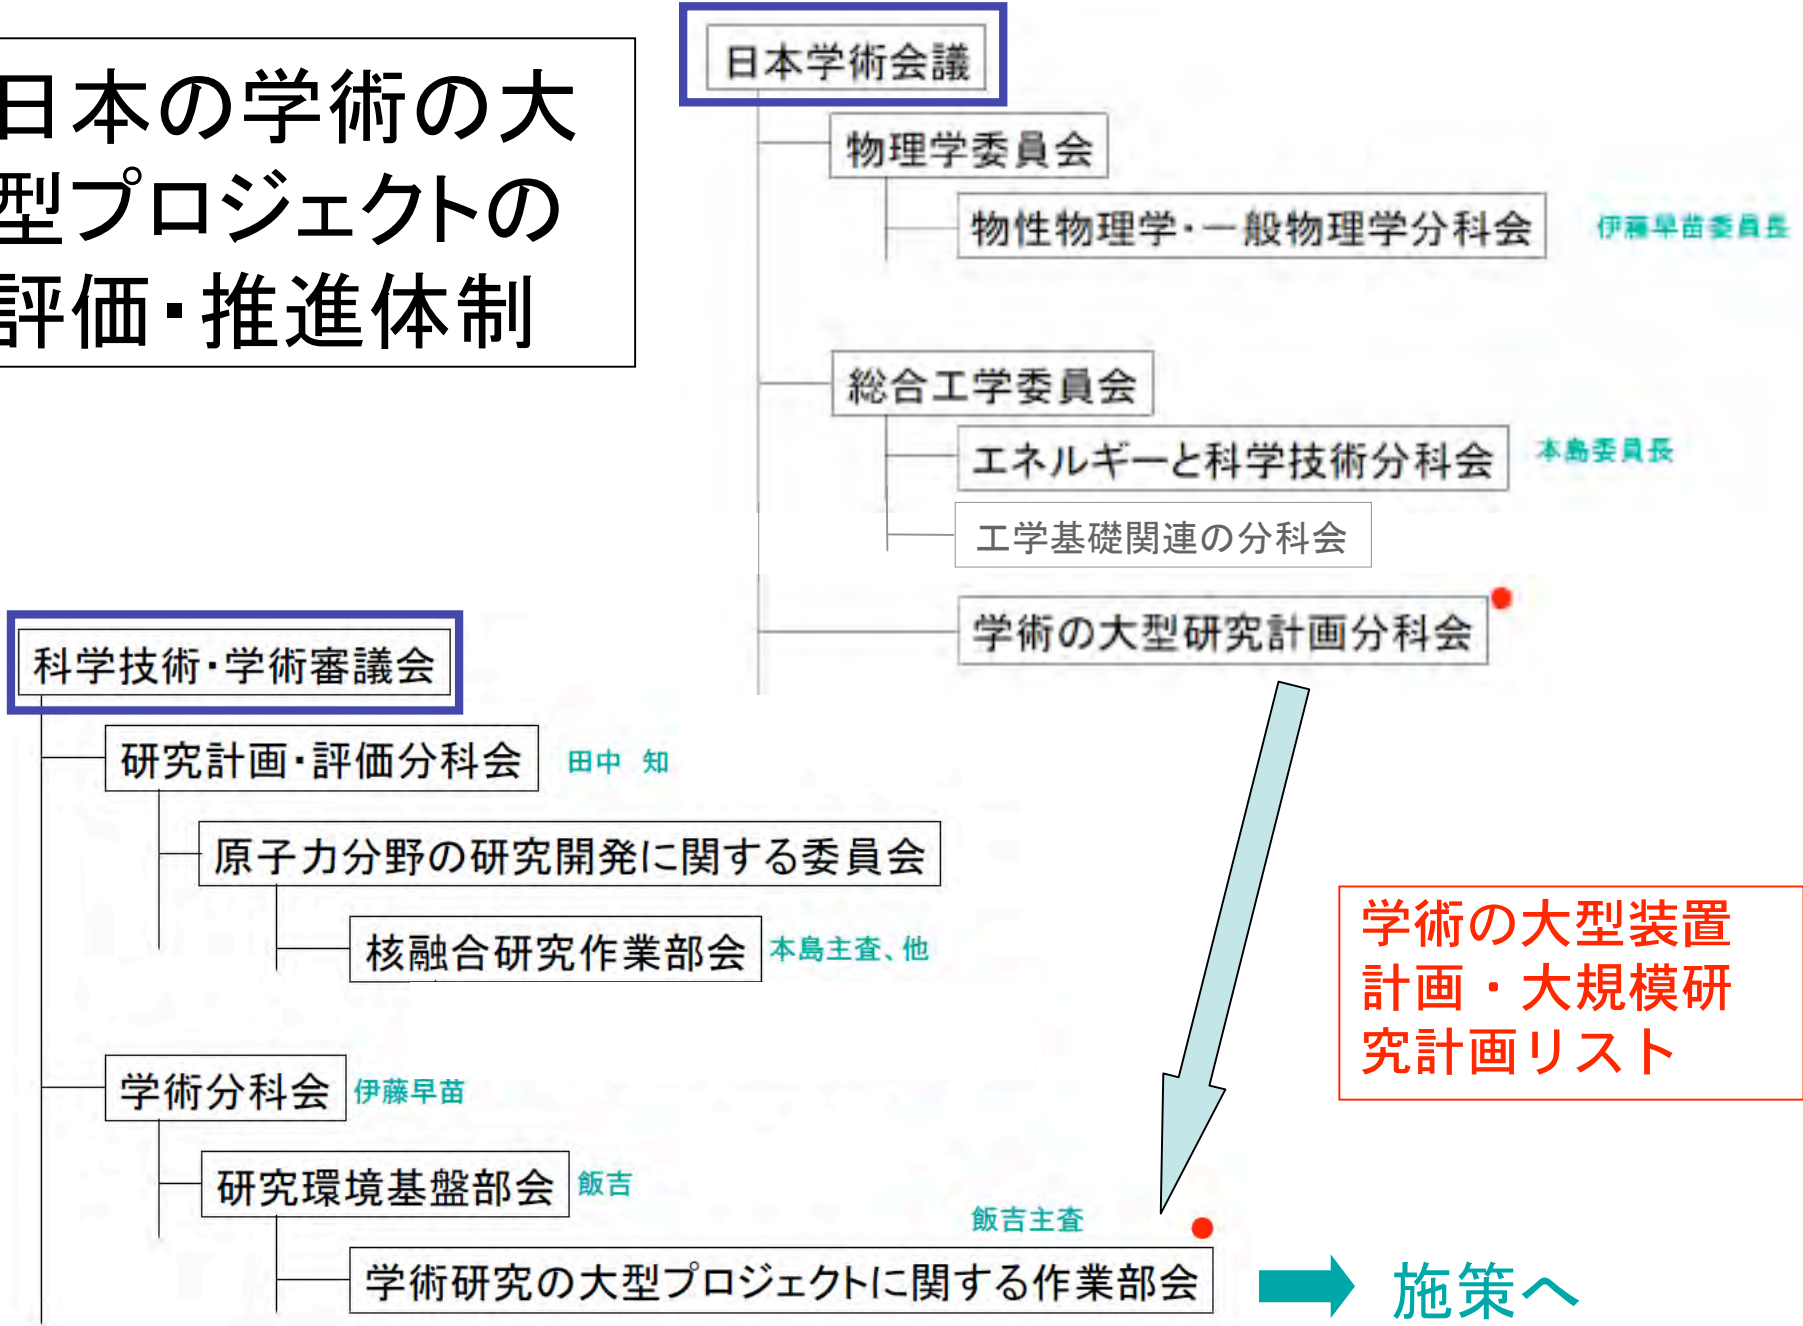 日本の学術の大
型プロジェクトの
評価・推進体制
日本学術会議
物理学委員会
物性物理学・一般物理学分科会
伊藤早苗委員長
総合工学委員会
エネルギーと科学技術分科会
本島委員長
工学基礎関連の分科会
学術の大型研究計画分科会
科学技術・学術審議会
研究計画・評価分科会
田中 知
原子力分野の研究開発に関する委員会
核融合研究作業部会
本島主査、他
学術の大型装置
計画・大規模研
究計画リスト
学術分科会
伊藤早苗
研究環境基盤部会
飯吉
飯吉主査
学術研究の大型プロジェクトに関する作業部会
施策へ